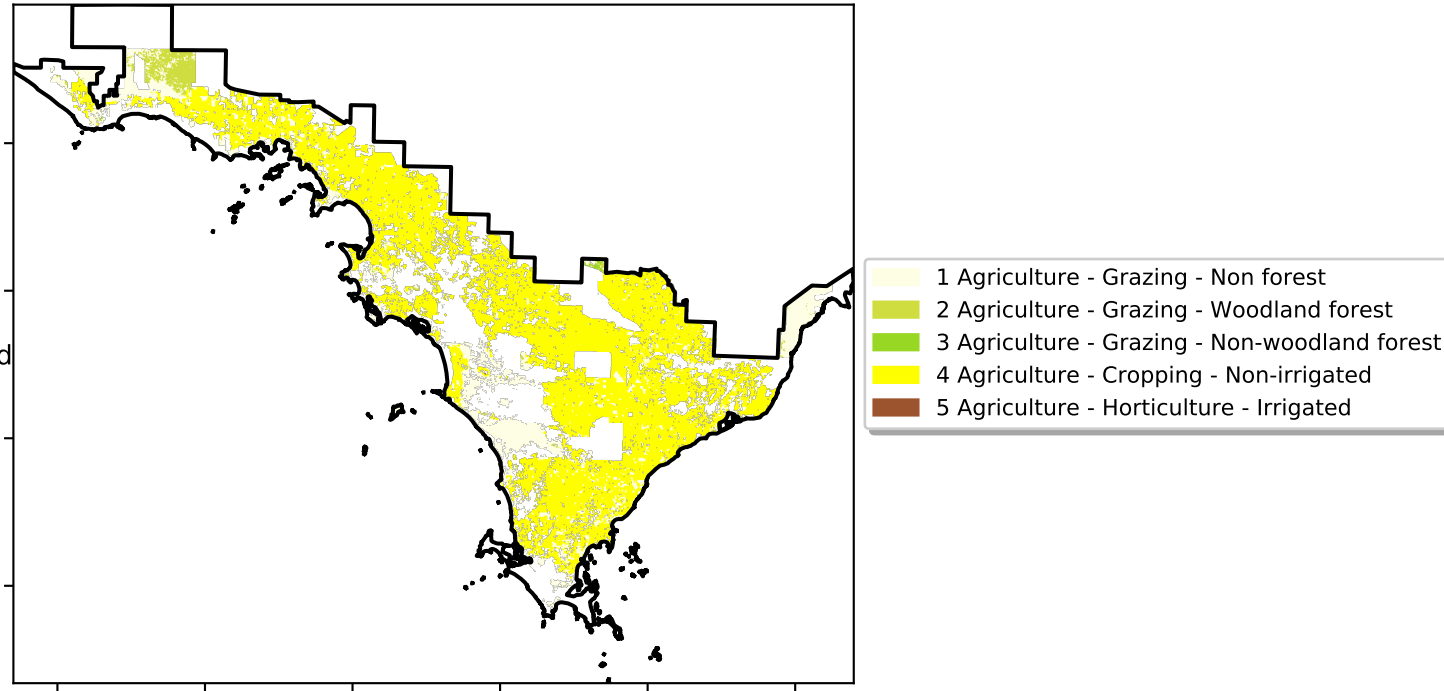 d
1 Agriculture - Grazing - Non forest
2 Agriculture - Grazing - Woodland forest
3 Agriculture - Grazing - Non-woodland forest
4 Agriculture - Cropping - Non-irrigated
5 Agriculture - Horticulture - Irrigated